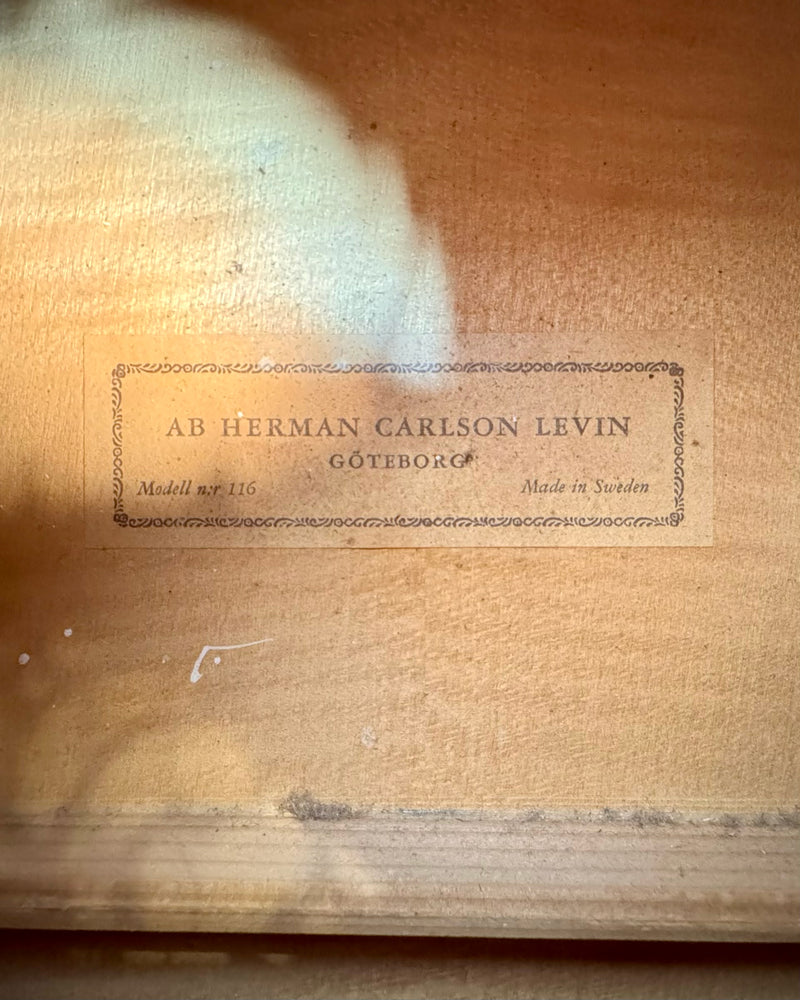 AB HERMAN CARLSON LEVIN
GÖTEBORG
Modell n:r 116 Made in Sweden